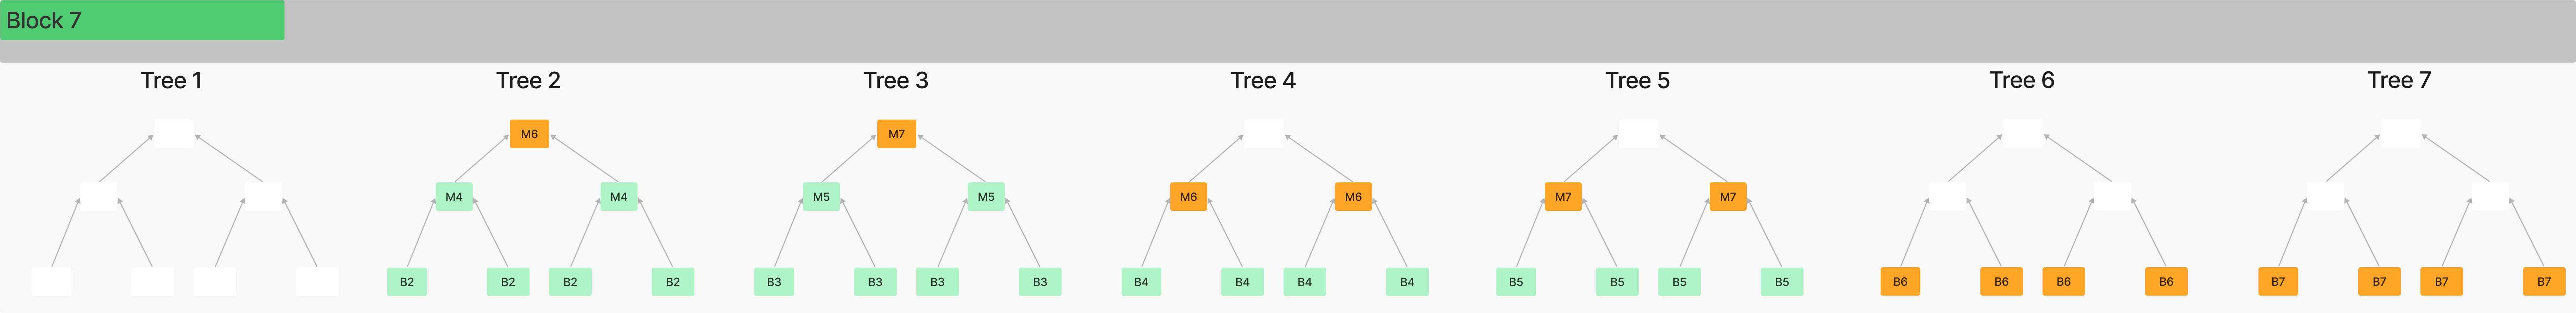 Block 7
Tree 1 Tree 2 Tree 3 Tree 4 Tree 5 Tree 6 Tree 7
M6 M7
M4 M4 M5 M5 M6 M6 M7 M7
B2 B2 B2 B2 B3 B3 B3 B3 B4 B4 B4 B4 B5 B5 B5 B5 B6 B6 B6 B6 B7 B7 B7 B7